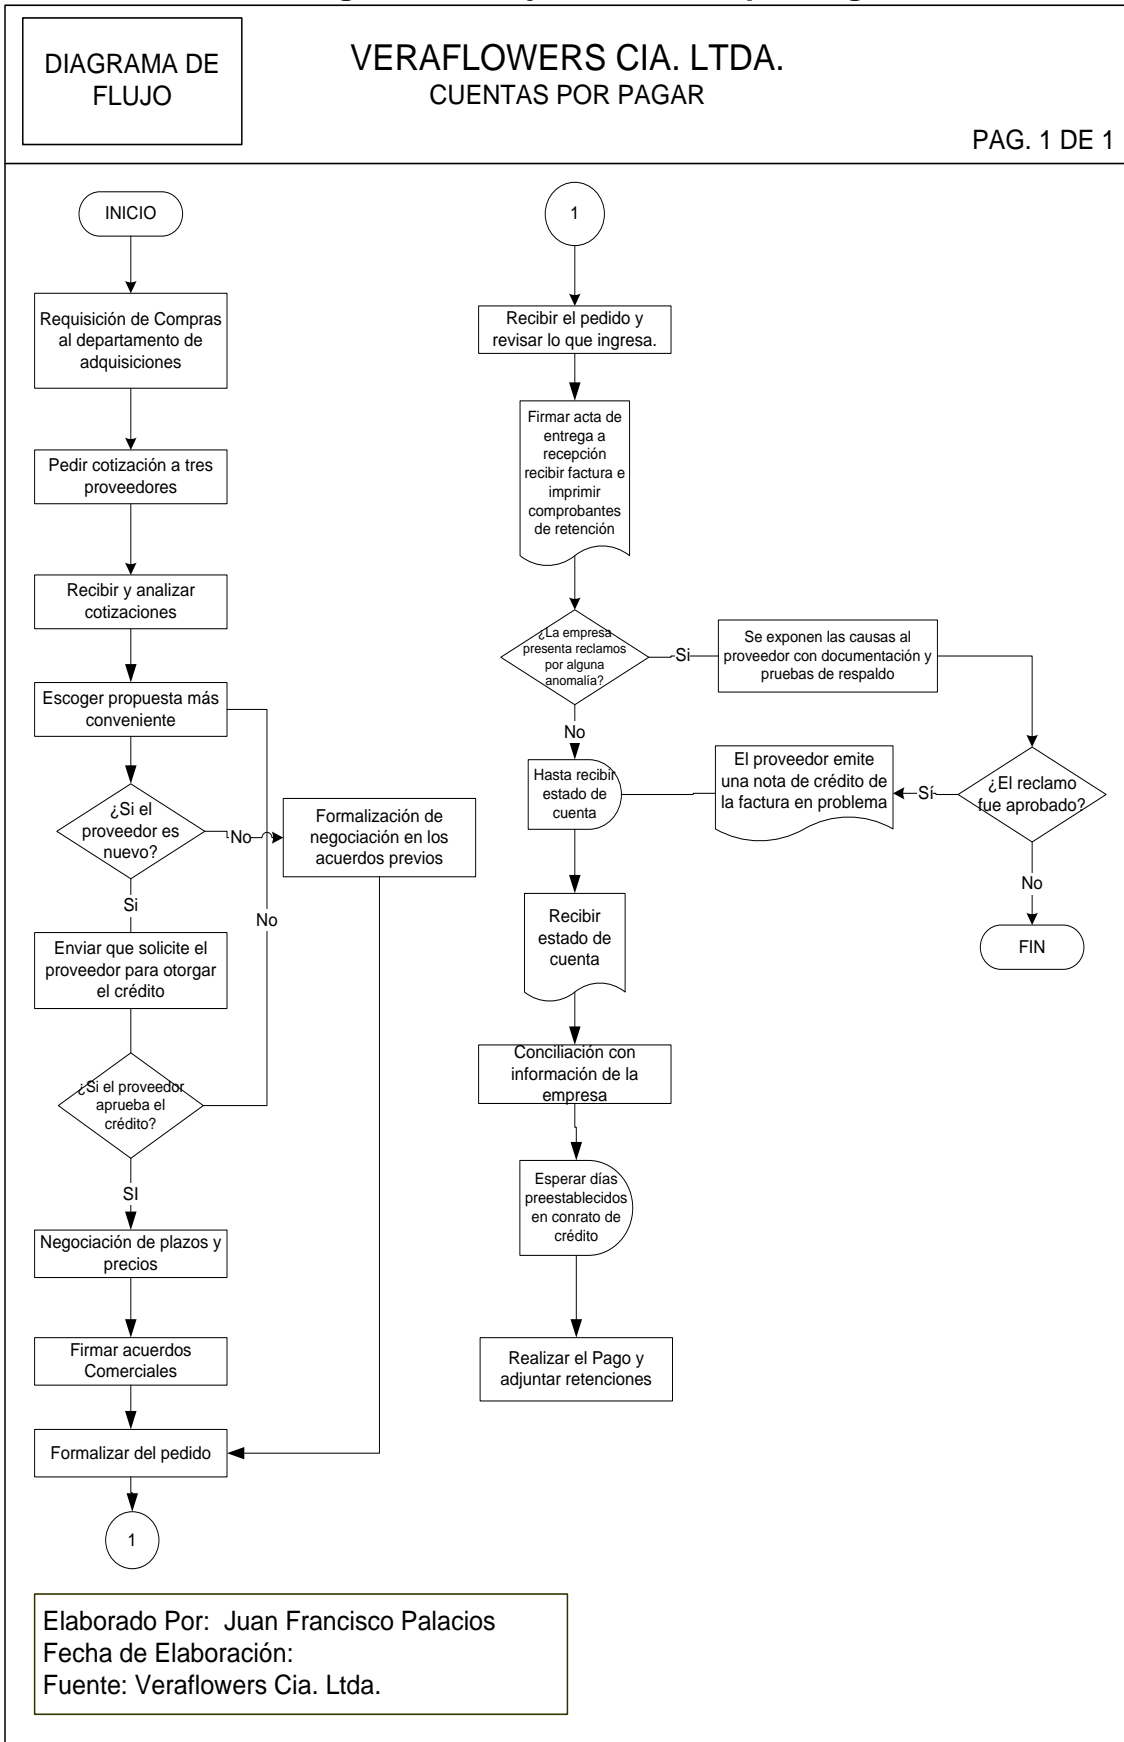 DIAGRAMA DE
FLUJO
VERAFLOWERS CIA. LTDA.
CUENTAS POR PAGAR
PAG. 1 DE 1
INICIO
Requisición de Compras
al departamento de
adquisiciones
Pedir cotización a tres
proveedores
Recibir y analizar
cotizaciones
Escoger propuesta más
conveniente
¿Si el
proveedor es
nuevo?
No
Formalización de
negociación en los
acuerdos previos
Si
No
Enviar que solicite el
proveedor para otorgar
el crédito
¿Si el proveedor
aprueba el
crédito?
SI
Negociación de plazos y
precios
Firmar acuerdos
Comerciales
Formalizar del pedido
1
1
Recibir el pedido y
revisar lo que ingresa.
Firmar acta de
entrega a
recepción
recibir factura e
imprimir
comprobantes
de retención
¿La empresa
presenta reclamos
por alguna
anomalía?
Si
Se exponen las causas al
proveedor con documentación y
pruebas de respaldo
No
Hasta recibir
estado de
cuenta
El proveedor emite
una nota de crédito de
la factura en problema
Sí
¿El reclamo
fue aprobado?
No
FIN
Recibir
estado de
cuenta
Conciliación con
información de la
empresa
Esperar días
preestablecidos
en conrato de
crédito
Realizar el Pago y
adjuntar retenciones
Elaborado Por:  Juan Francisco Palacios
Fecha de Elaboración:
Fuente: Veraflowers Cia. Ltda.